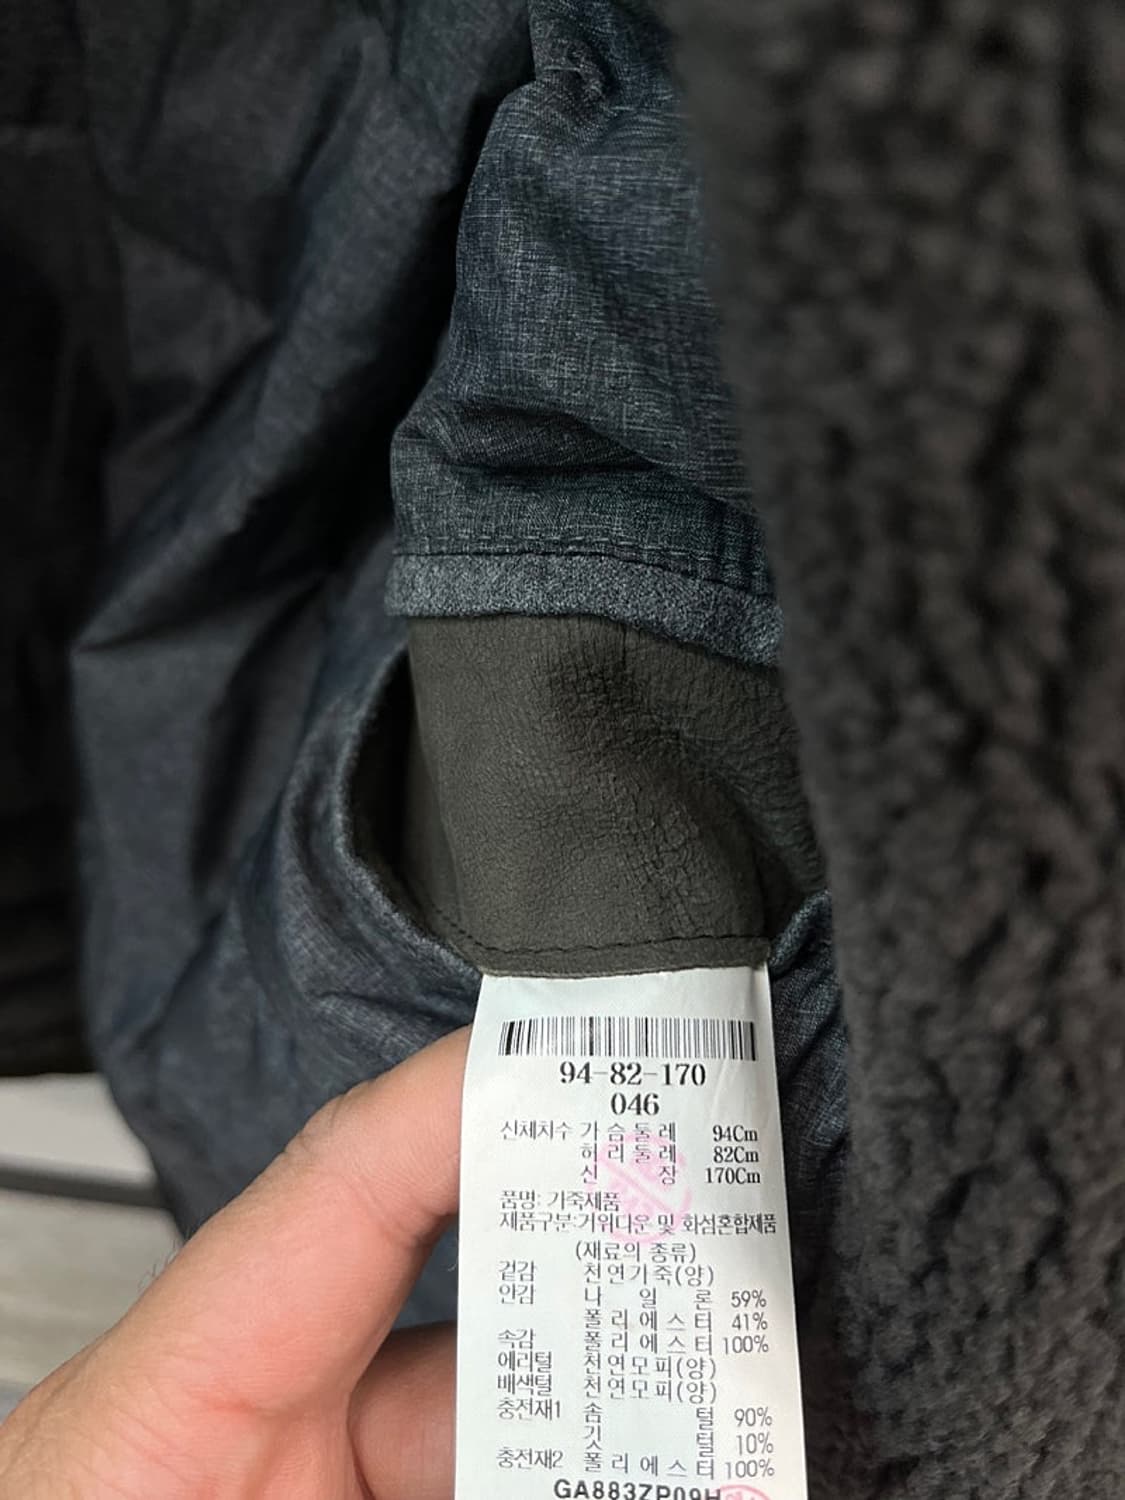 94-82-170
046
신체치수 가슴둘레 94Cm
허리둘레 82Cm
신장 170Cm
품명: 가죽제품
제품구분:거위다운 및 화섬혼합제품
(재료의 종류)
겉감 천연가죽(양)
안감 나일론 59%
폴리에스터 41%
속감 폴리에스터 100%
에리털 천연모피(양)
배색털 천연모피(양)
충전재1 솜털 90%
깃털 10%
충전재2 폴리에스터 100%
GA883ZP09H